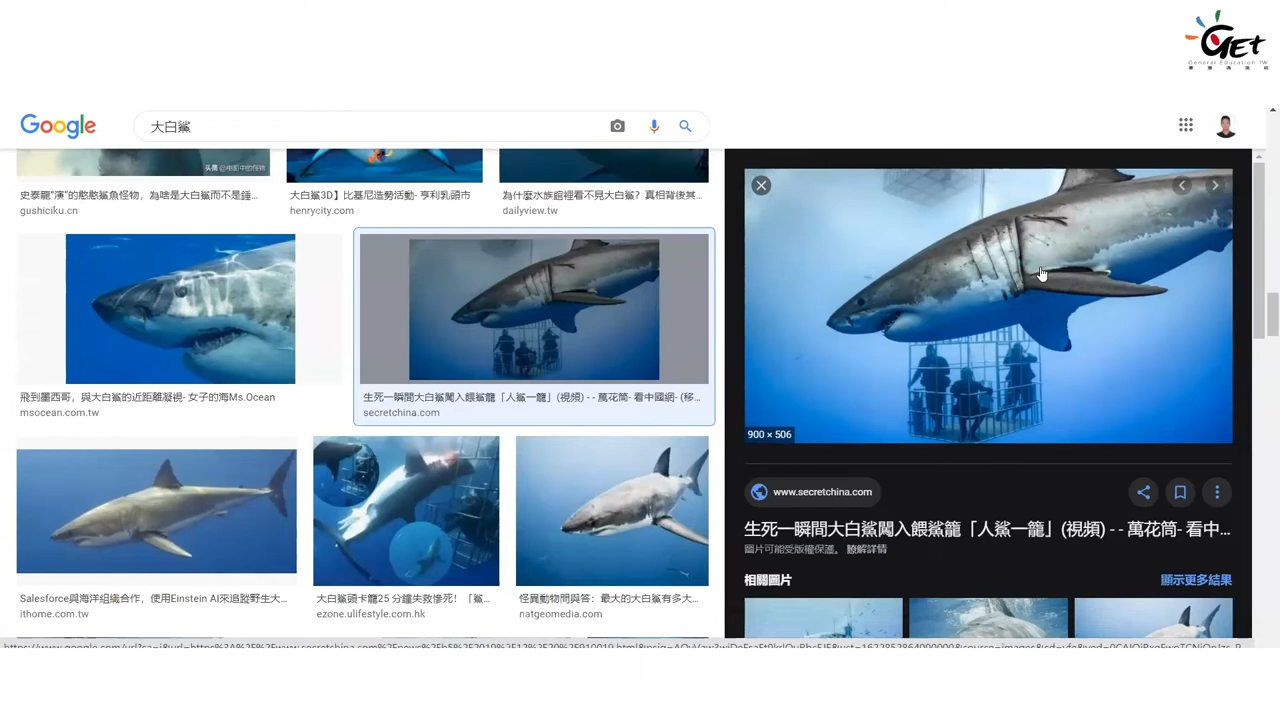 GET
General Education TW
Google
大白鯊
头条 @电影中的怪物
史泰龍“演”的憨憨鯊魚怪物，為啥是大白鯊而不是錘...
gushiciku.cn
大白鯊3D】比基尼造勢活動- 亨利乳頭市
henrycity.com
為什麼水族館裡看不見大白鯊？真相背後其...
dailyview.tw
飛到墨西哥，與大白鯊的近距離凝視- 女子的海Ms.Ocean
msocean.com.tw
生死一瞬間大白鯊闖入餵鯊籠「人鯊一籠」(視頻) - - 萬花筒- 看中國網- (移...
secretchina.com
Salesforce與海洋組織合作，使用Einstein AI來追蹤野生大...
ithome.com.tw
大白鯊頭卡籠25 分鐘失救慘死！「鯊...
ezone.ulifestyle.com.hk
怪異動物問與答：最大的大白鯊有多大...
natgeomedia.com
900 × 506
www.secretchina.com
生死一瞬間大白鯊闖入餵鯊籠「人鯊一籠」(視頻) - - 萬花筒- 看中...
圖片可能受版權保護。 瞭解詳情
相關圖片
顯示更多結果